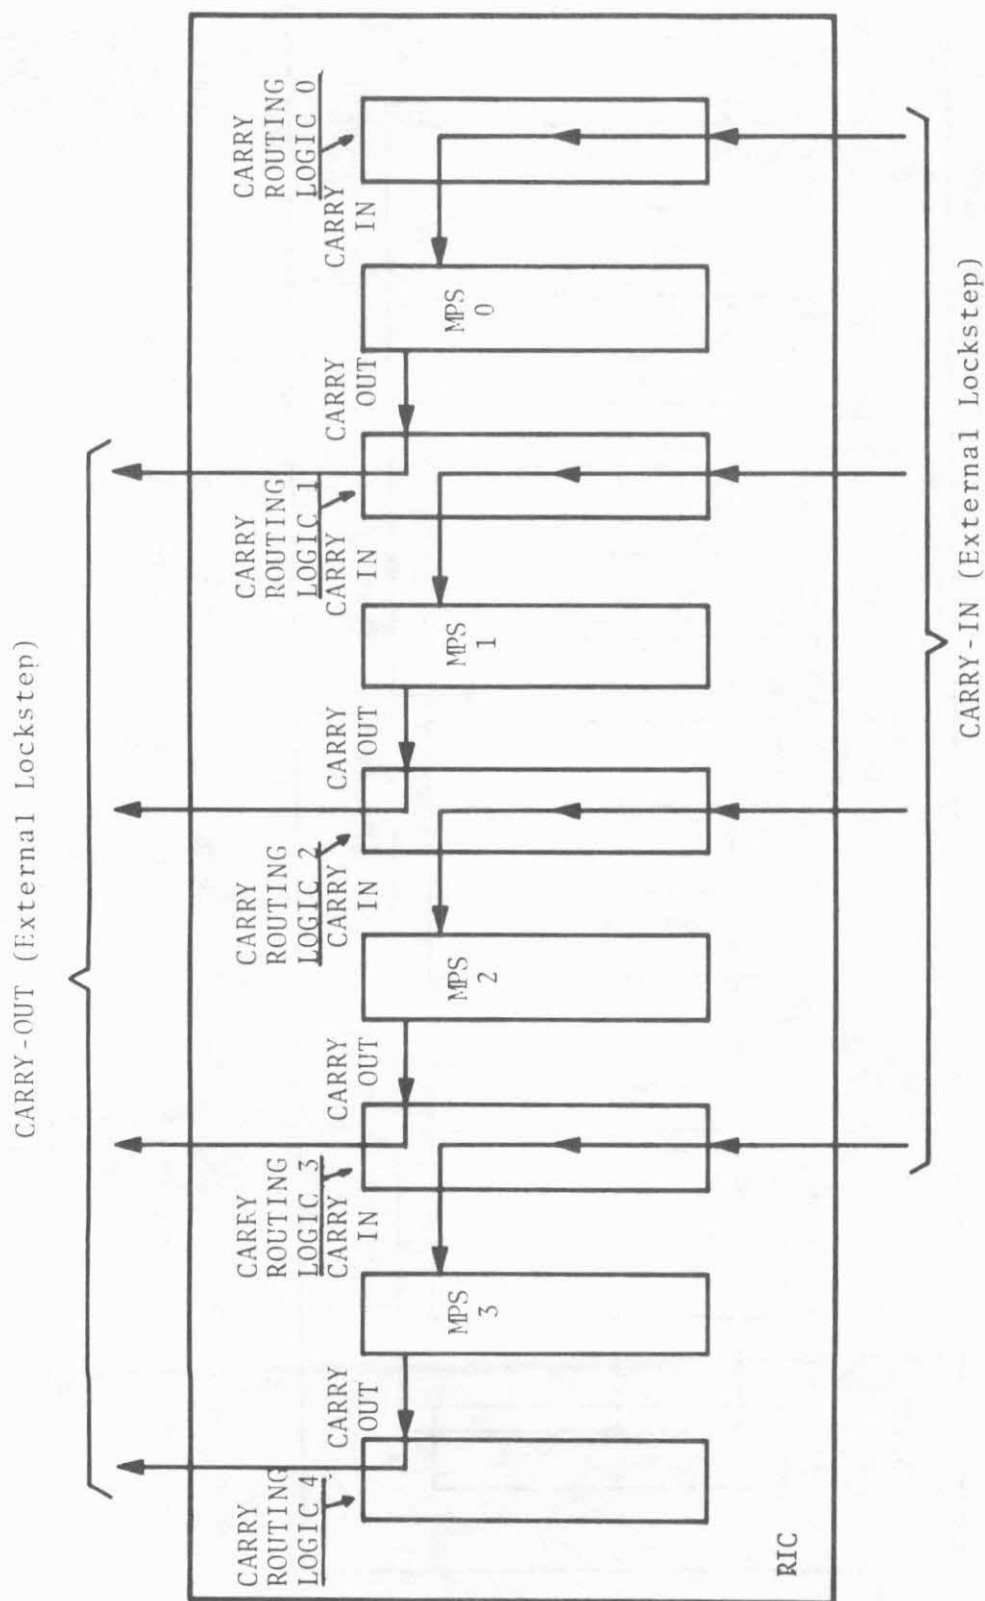 CARRY-OUT (External Lockstep)
CARRY
ROUTING
LOGIC 4
CARRY
OUT
CARRY
ROUTING
LOGIC 3
CARRY
IN
CARRY
OUT
CARRY
ROUTING
LOGIC 2
CARRY
IN
CARRY
OUT
CARRY
ROUTING
LOGIC 1
CARRY
IN
CARRY
OUT
CARRY
ROUTING
LOGIC 0
CARRY
IN
MPS
3
MPS
2
MPS
1
MPS
0
RIC
CARRY-IN (External Lockstep)